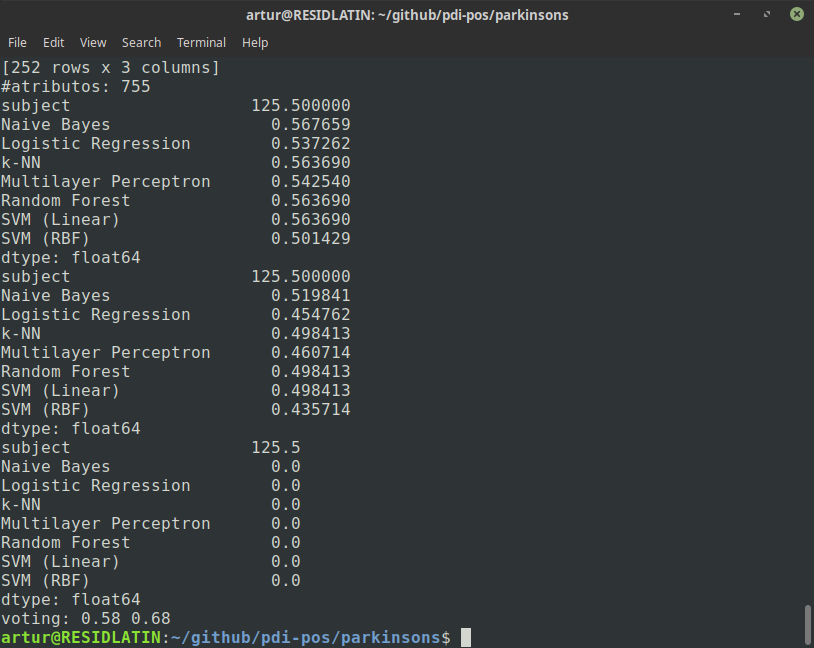 artur@RESIDLATIN: ~/github/pdi-pos/parkinsons
File Edit View Search Terminal Help
[252 rows x 3 columns]
#atributos: 755
subject 125.500000
Naive Bayes 0.567659
Logistic Regression 0.537262
k-NN 0.563690
Multilayer Perceptron 0.542540
Random Forest 0.563690
SVM (Linear) 0.563690
SVM (RBF) 0.501429
dtype: float64
subject 125.500000
Naive Bayes 0.519841
Logistic Regression 0.454762
k-NN 0.498413
Multilayer Perceptron 0.460714
Random Forest 0.498413
SVM (Linear) 0.498413
SVM (RBF) 0.435714
dtype: float64
subject 125.5
Naive Bayes 0.0
Logistic Regression 0.0
k-NN 0.0
Multilayer Perceptron 0.0
Random Forest 0.0
SVM (Linear) 0.0
SVM (RBF) 0.0
dtype: float64
voting: 0.58 0.68
artur@RESIDLATIN:~/github/pdi-pos/parkinsons$